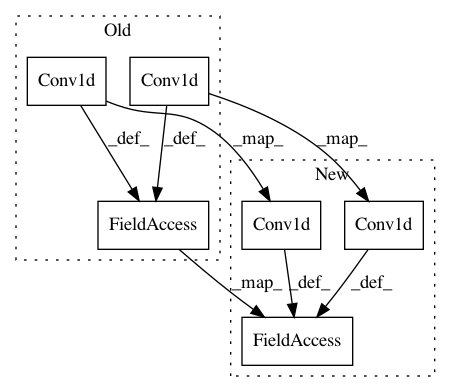 Old
Conv1d Conv1d
_def_ _def_ _map_ _map_
New
FieldAccess Conv1d Conv1d
_map_ _def_ _def_
FieldAccess